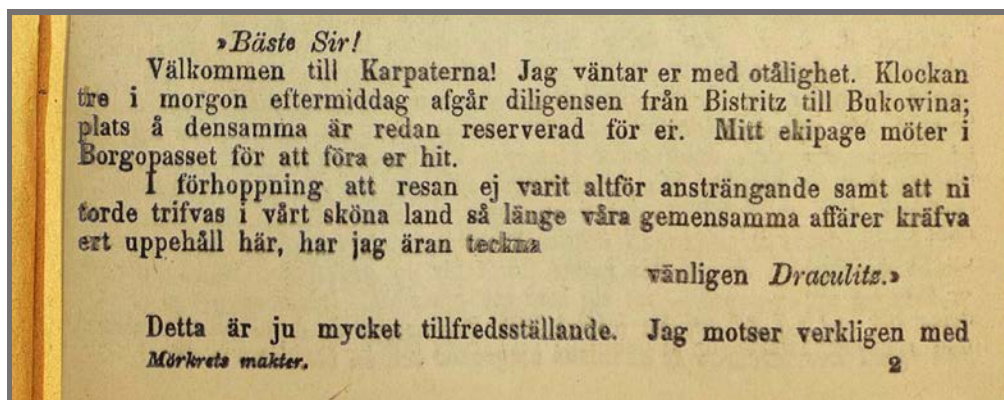 »Bäste Sir!
Välkommen till Karpaterna! Jag väntar er med otålighet. Klockan
tre i morgon eftermiddag afgår diligensen från Bistritz till Bukowina;
plats å densamma är redan reserverad för er. Mitt ekipage möter i
Borgopasset för att föra er hit.
I förhoppning att resan ej varit altför ansträngande samt att ni
torde trifvas i vårt sköna land så länge våra gemensamma affärer kräfva
ert uppehåll här, har jag äran teckna
vänligen Draculitz.»
Detta är ju mycket tillfredsställande. Jag motser verkligen med
Mörkrets makter. 2